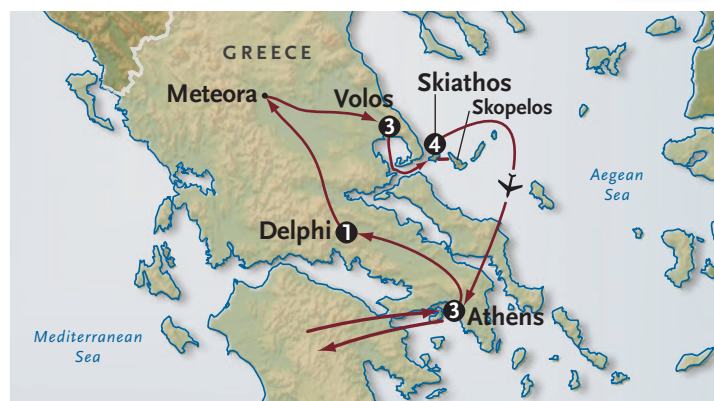 GREECE
Meteora
Volos
3
Skiathos
4
Skopelos
Aegean
Sea
Delphi
1
3
Athens
Mediterranean
Sea